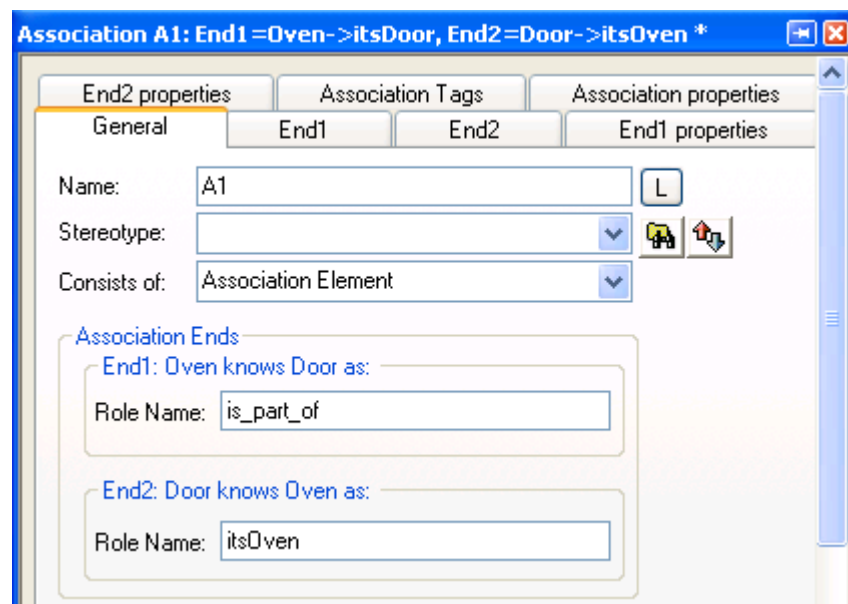 Association A1: End1=Oven->itsDoor, End2=Door->itsOven *
End2 properties Association Tags Association properties
General End1 End2 End1 properties
Name: A1 L
Stereotype:
Consists of: Association Element
Association Ends
End1: Oven knows Door as:
Role Name: is_part_of
End2: Door knows Oven as:
Role Name: itsOven